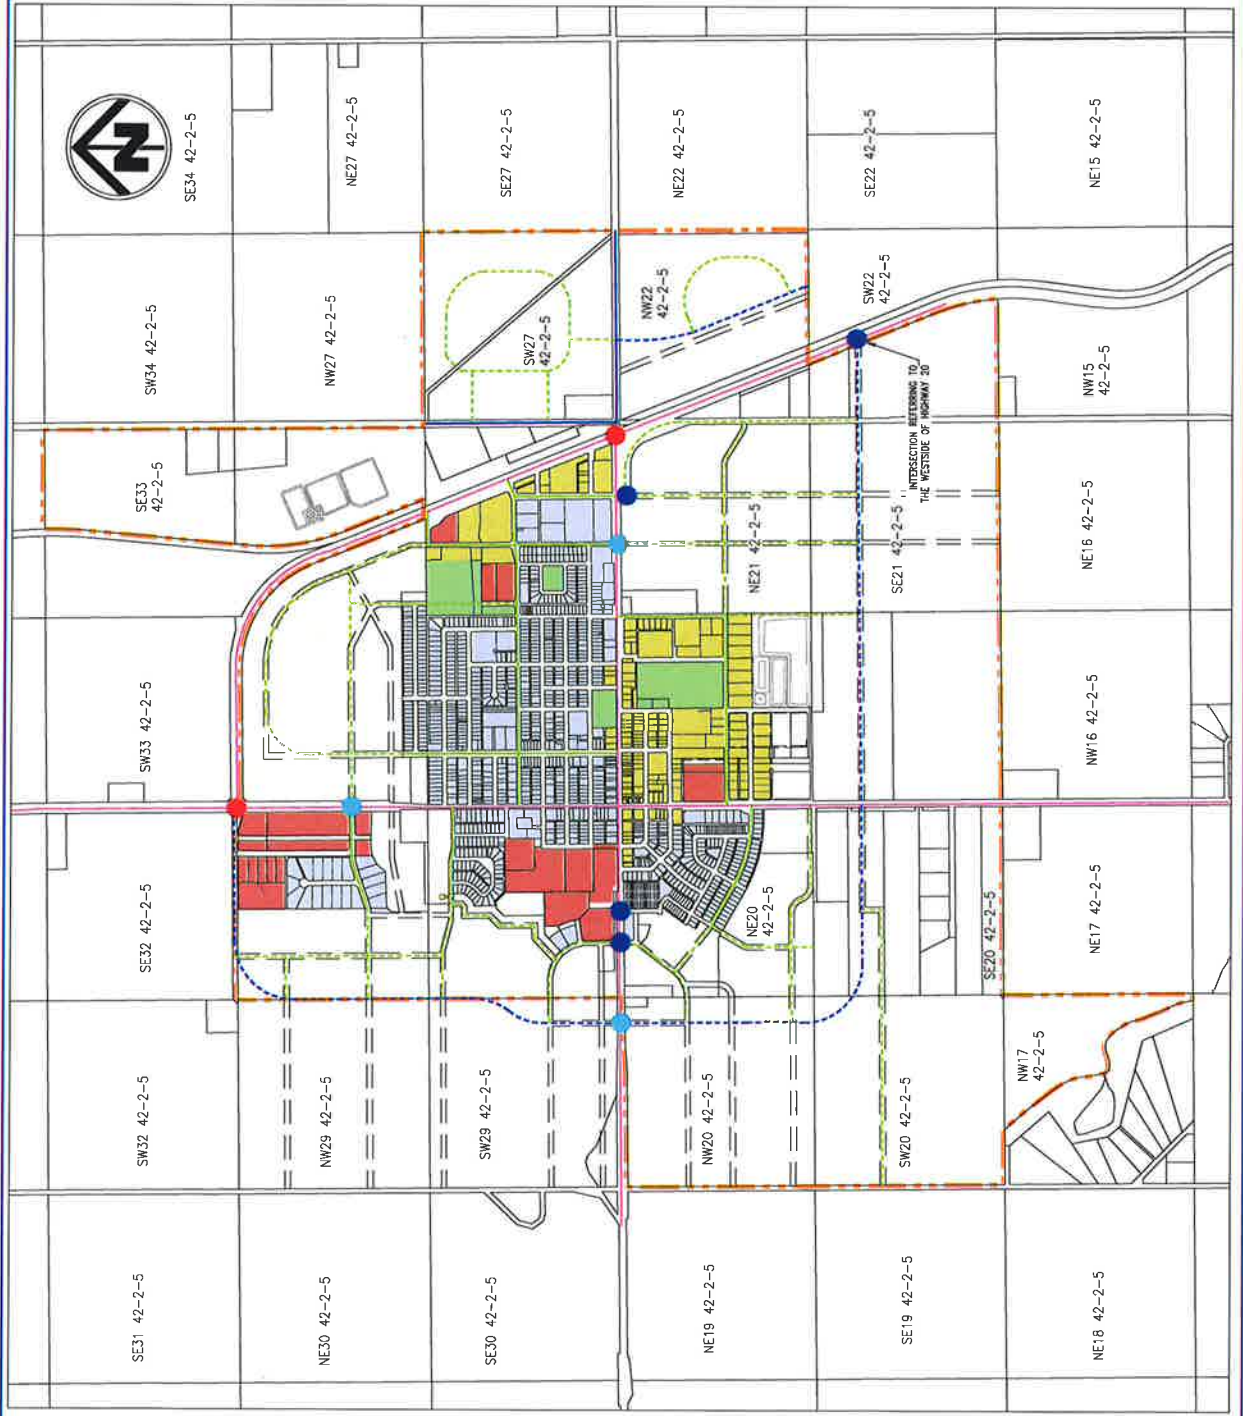 N
SE34 42-2-5
NE27 42-2-5
SE27 42-2-5
NE22 42-2-5
SE22 42-2-5
NE15 42-2-5
SW34 42-2-5
NW27 42-2-5
SW27
42-2-5
NW22
42-2-5
SW22
42-2-5
NW15
42-2-5
SE33
42-2-5
INTERSECTION REFERRING TO
THE WESTSIDE OF HIGHWAY 20
NE21 42-2-5
SE21 42-2-5
NE16 42-2-5
SW33 42-2-5
NW16 42-2-5
SE32 42-2-5
NE20
42-2-5
SE20 42-2-5
NE17 42-2-5
SW32 42-2-5
NW29 42-2-5
SW29 42-2-5
NW20 42-2-5
SW20 42-2-5
NW17
42-2-5
SE31 42-2-5
NE30 42-2-5
SE30 42-2-5
NE19 42-2-5
SE19 42-2-5
NE18 42-2-5